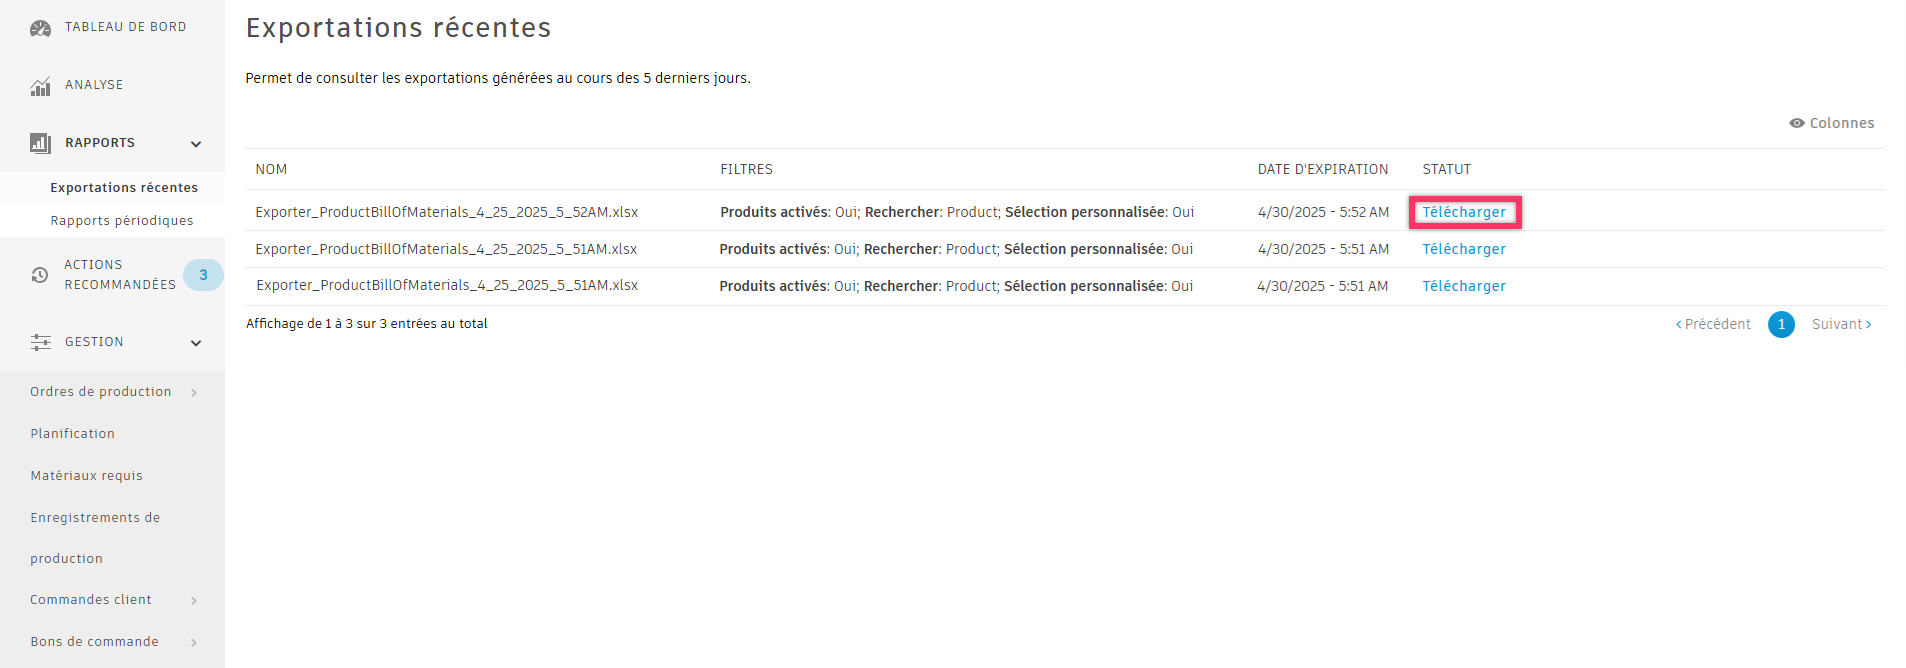 TABLEAU DE BORD
ANALYSE
RAPPORTS
Exportations récentes
Rapports périodiques
ACTIONS
RECOMMANDÉES
3
GESTION
Ordres de production
Planification
Matériaux requis
Enregistrements de
production
Commandes client
Bons de commande
Exportations récentes
Permet de consulter les exportations générées au cours des 5 derniers jours.
Colonnes
NOM FILTRES DATE D'EXPIRATION STATUT
Exporter_ProductBillOfMaterials_4_25_2025_5_52AM.xlsx Produits activés: Oui; Rechercher: Product; Sélection personnalisée: Oui 4/30/2025 - 5:52 AM Télécharger
Exporter_ProductBillOfMaterials_4_25_2025_5_51AM.xlsx Produits activés: Oui; Rechercher: Product; Sélection personnalisée: Oui 4/30/2025 - 5:51 AM Télécharger
Exporter_ProductBillOfMaterials_4_25_2025_5_51AM.xlsx Produits activés: Oui; Rechercher: Product; Sélection personnalisée: Oui 4/30/2025 - 5:51 AM Télécharger
Affichage de 1 à 3 sur 3 entrées au total ‹ Précédent 1 Suivant ›